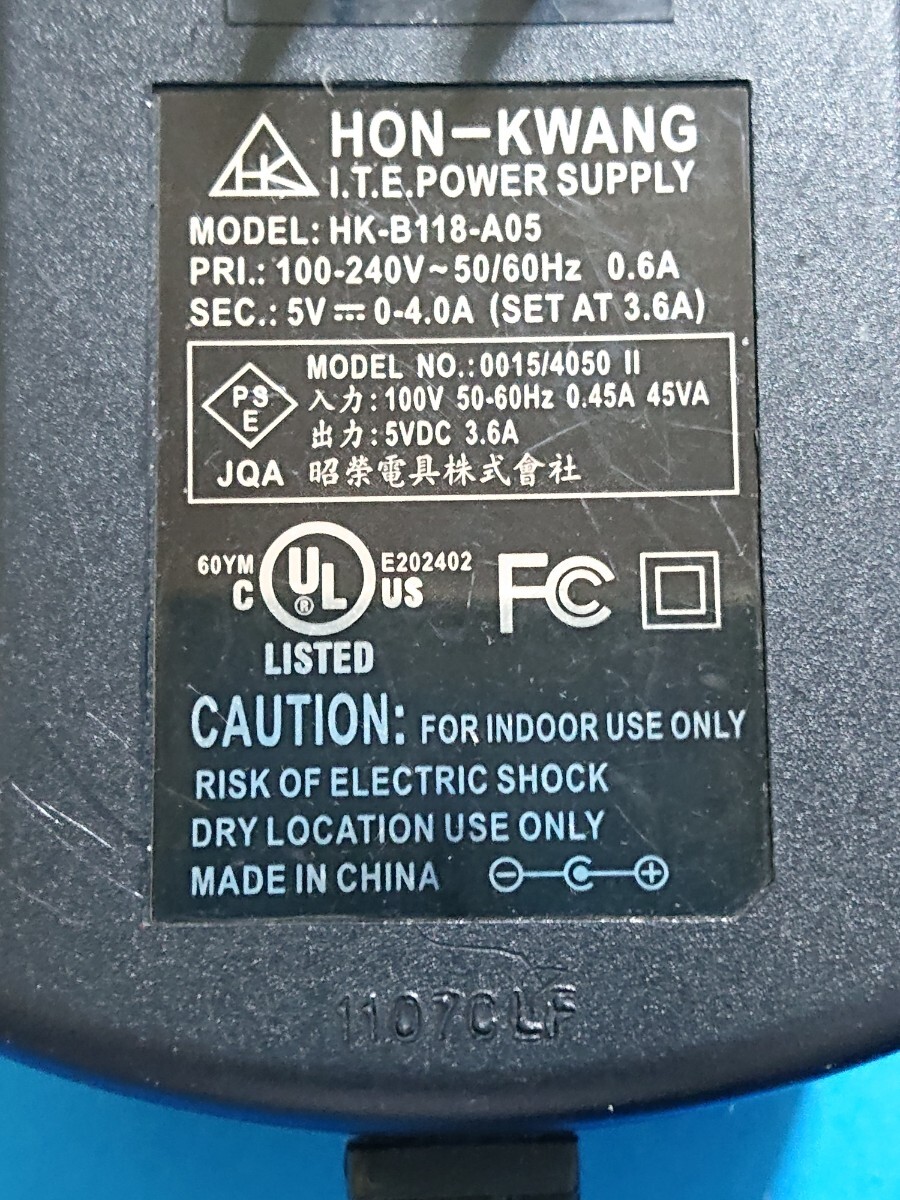 HK
HON-KWANG
I.T.E.POWER SUPPLY
MODEL: HK-B118-A05
PRI.: 100-240V~50/60Hz 0.6A
SEC.: 5V⎓0-4.0A (SET AT 3.6A)
PS
E
JQA
MODEL NO.:0015/4050 II
入力:100V 50-60Hz 0.45A 45VA
出力:5VDC 3.6A
昭榮電具株式會社
60YM
C
UL
®
E202402
US
LISTED
FC
CAUTION: FOR INDOOR USE ONLY
RISK OF ELECTRIC SHOCK
DRY LOCATION USE ONLY
MADE IN CHINA
1107CLF